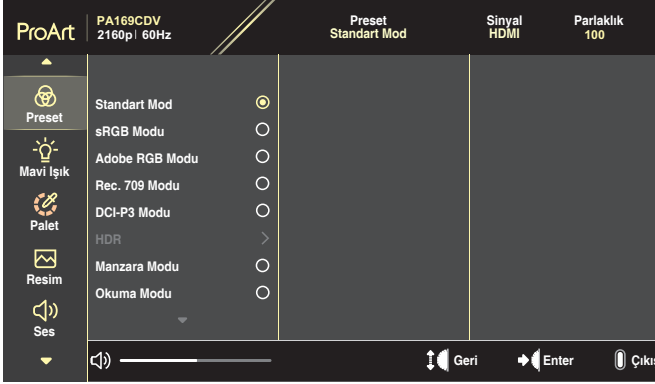 ProArt
PA169CDV
2160p| 60Hz
Preset
Standart Mod
Sinyal
HDMI
Parlaklık
100
Preset
Mavi Işık
Palet
Resim
Ses
Standart Mod
sRGB Modu
Adobe RGB Modu
Rec. 709 Modu
DCI-P3 Modu
HDR
Manzara Modu
Okuma Modu
Geri
Enter
Çıkış